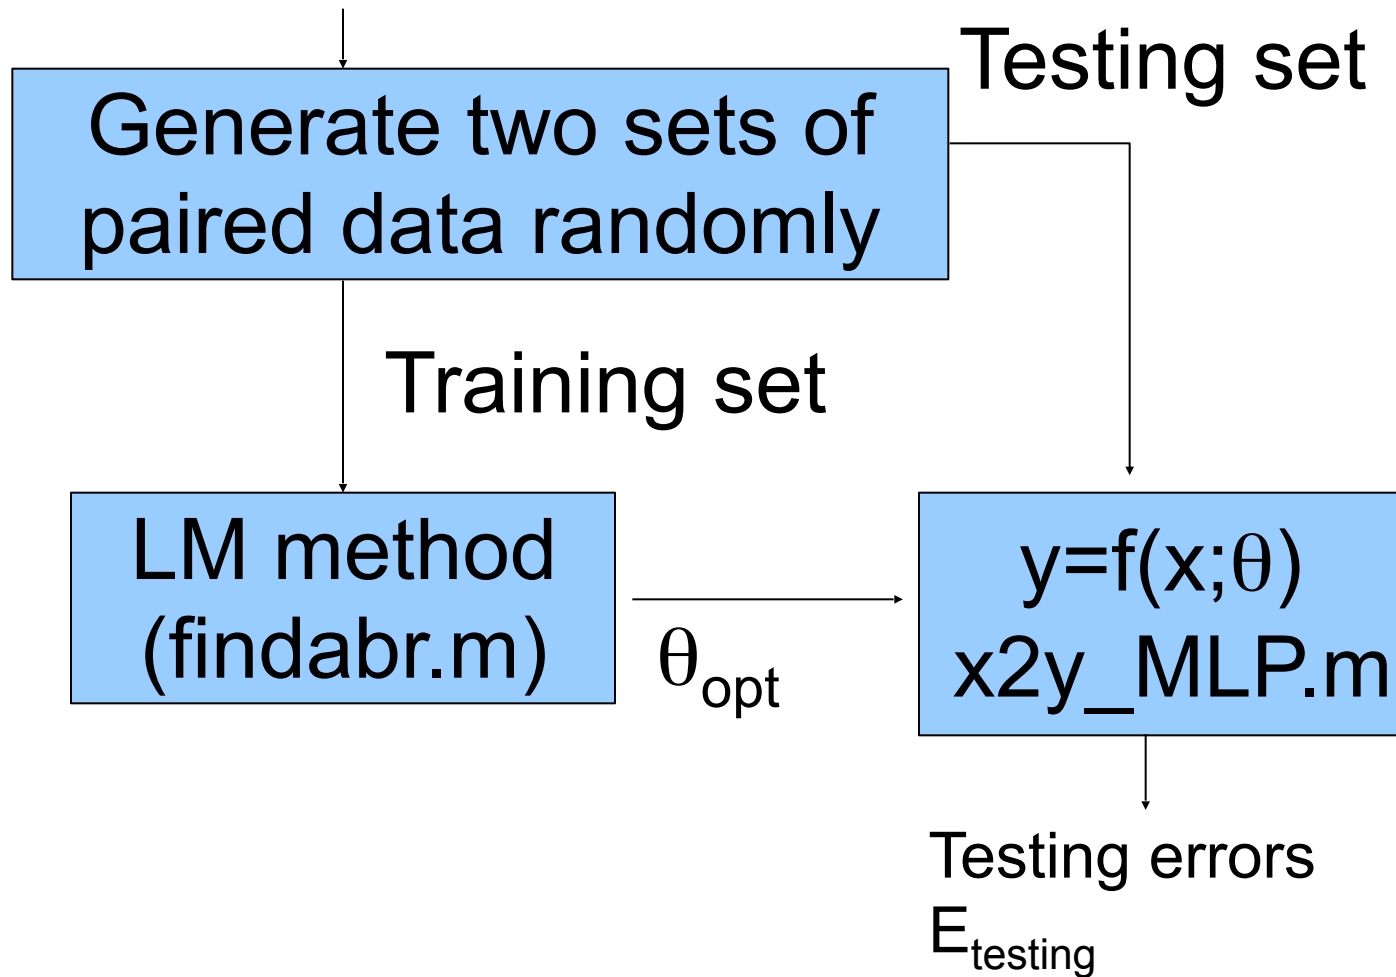 Testing set
Generate two sets of
paired data randomly
Training set
LM method
(findabr.m)
θopt
y=f(x;θ)
x2y_MLP.m
Testing errors
Etesting